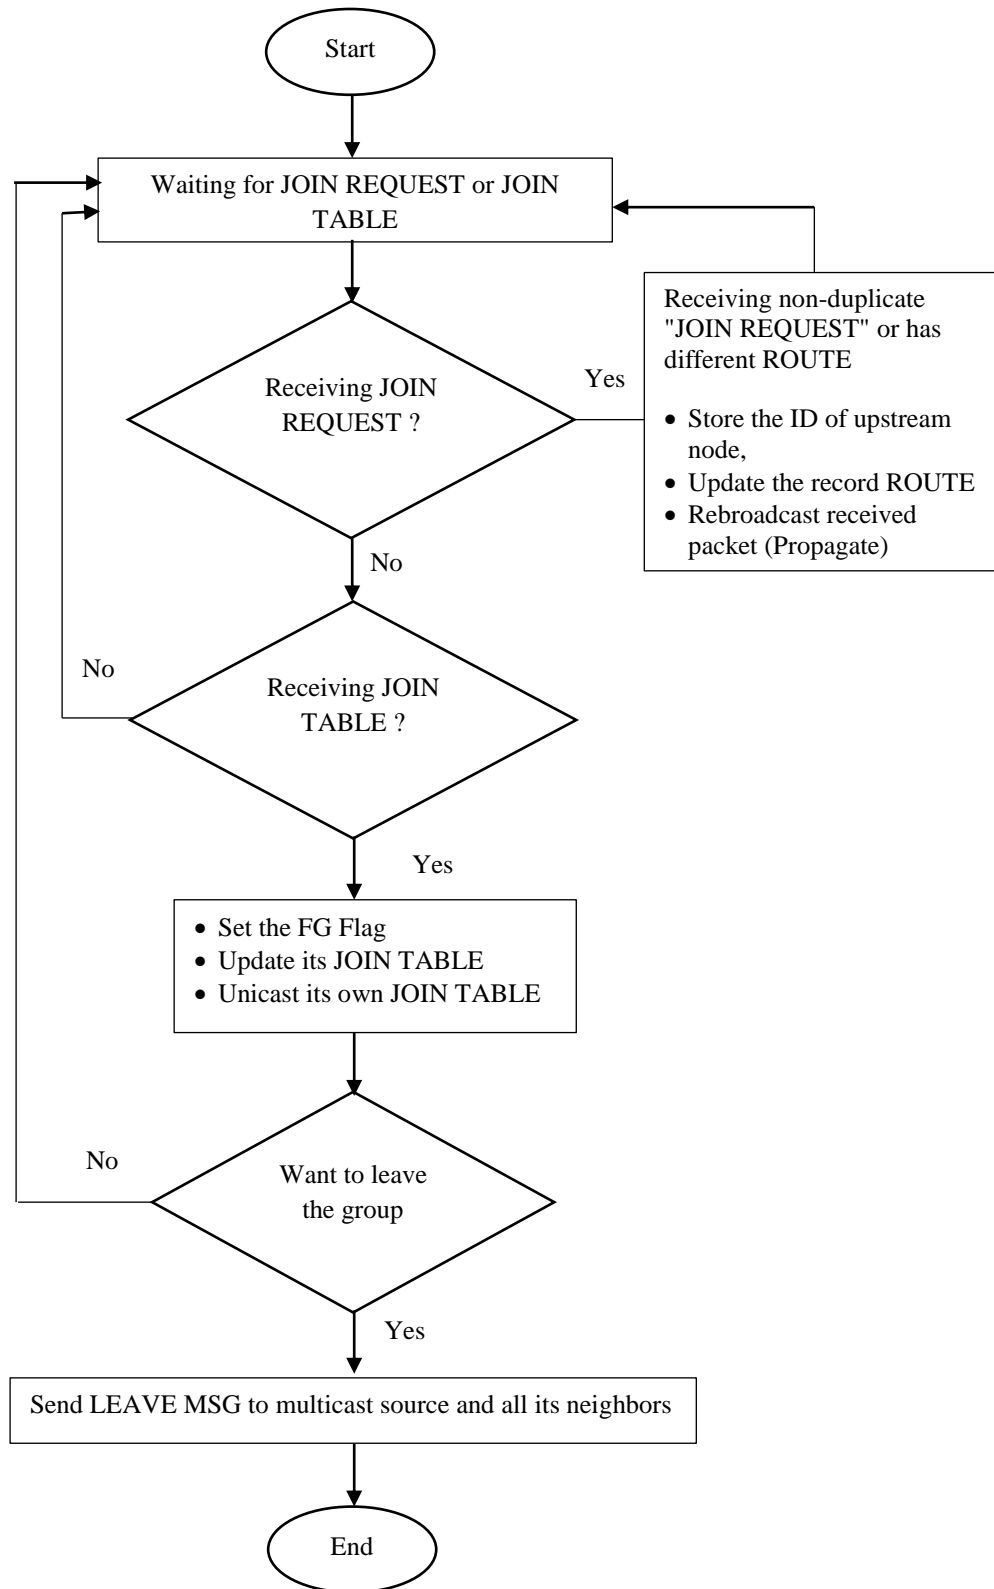 Start
Waiting for JOIN REQUEST or JOIN
TABLE
Receiving JOIN
REQUEST ?
Yes
Receiving non-duplicate
"JOIN REQUEST" or has
different ROUTE
• Store the ID of upstream
node,
• Update the record ROUTE
• Rebroadcast received
packet (Propagate)
No
Receiving JOIN
TABLE ?
No
Yes
• Set the FG Flag
• Update its JOIN TABLE
• Unicast its own JOIN TABLE
Want to leave
the group
No
Yes
Send LEAVE MSG to multicast source and all its neighbors
End